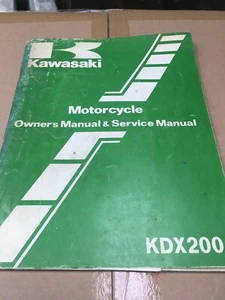 Kawasaki
Motorcycle
Owners Manual & Service Manual
KDX200